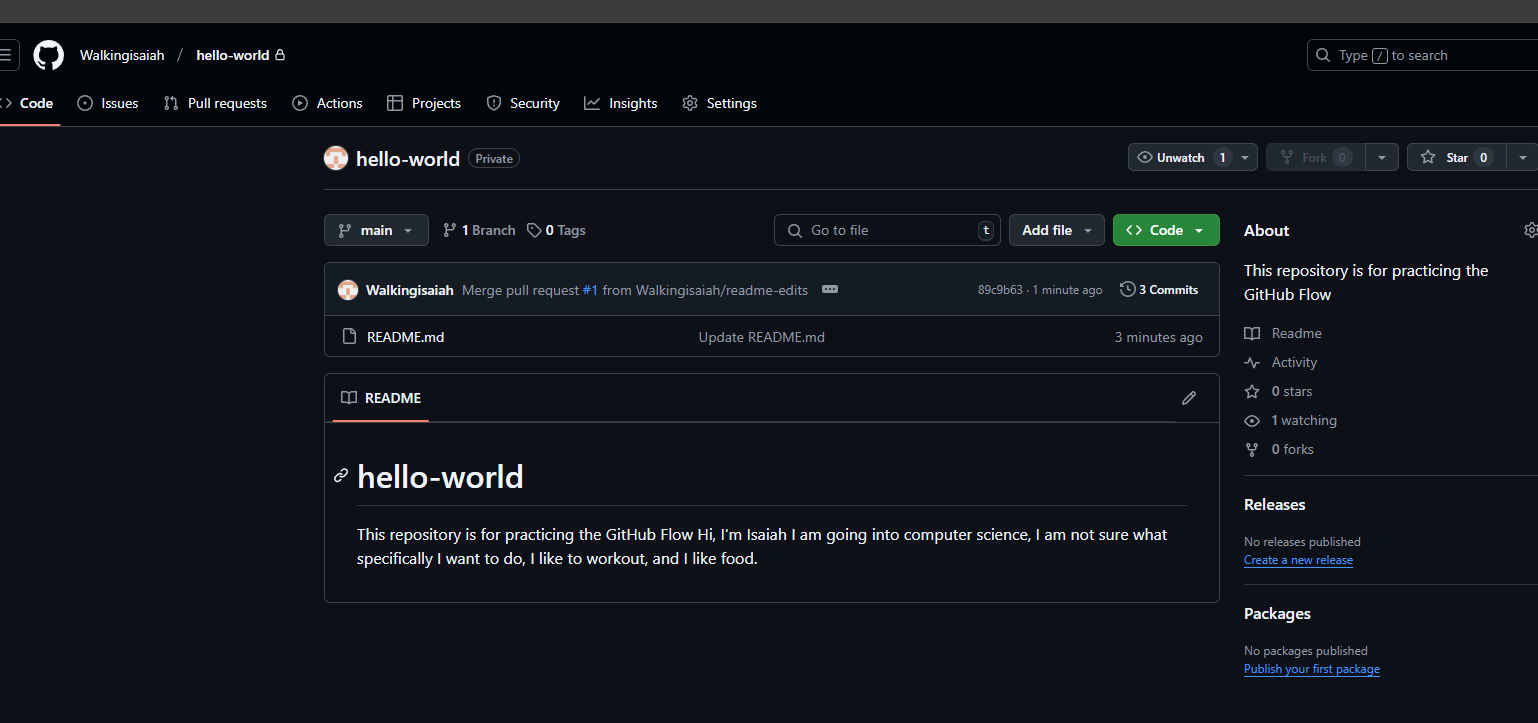 Walkingisaiah / hello-world
Type / to search
Code Issues Pull requests Actions Projects Security Insights Settings
hello-world Private
Unwatch 1 Fork 0 Star 0
main 1 Branch 0 Tags Go to file t Add file Code
Walkingisaiah Merge pull request #1 from Walkingisaiah/readme-edits 89c9b63 · 1 minute ago 3 Commits
README.md Update README.md 3 minutes ago
README
hello-world
This repository is for practicing the GitHub Flow Hi, I'm Isaiah I am going into computer science, I am not sure what
specifically I want to do, I like to workout, and I like food.
About
This repository is for practicing the
GitHub Flow
Readme
Activity
0 stars
1 watching
0 forks
Releases
No releases published
Create a new release
Packages
No packages published
Publish your first package